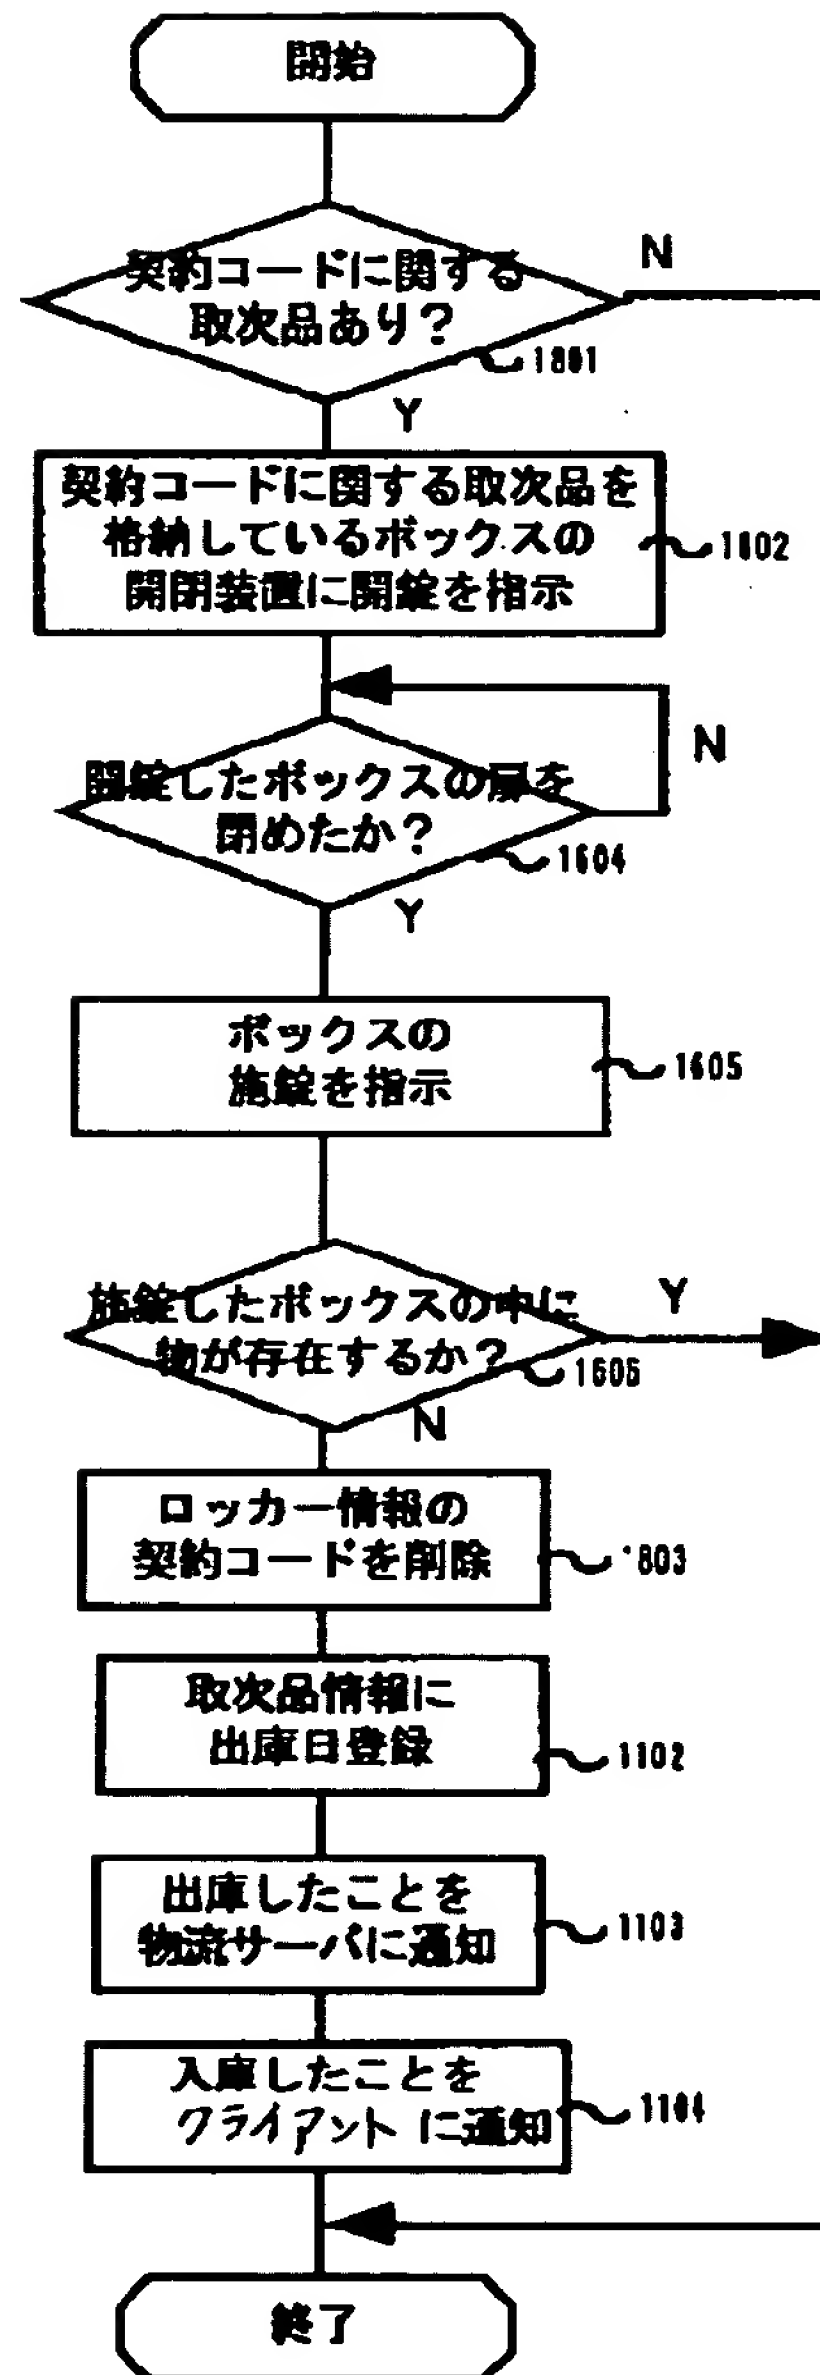 開始
契約コードに関する
取次品あり?
N
1801
Y
契約コードに関する取次品を
格納しているボックスの
開閉装置に開錠を指示
1802
開錠したボックスの扉を
閉めたか?
N
1604
Y
ボックスの
施錠を指示
1605
施錠したボックスの中に
物が存在するか?
Y
1606
N
ロッカー情報の
契約コードを削除
1803
取次品情報に
出庫日登録
1102
出庫したことを
物流サーバに通知
1103
入庫したことを
クライアントに通知
1104
終了